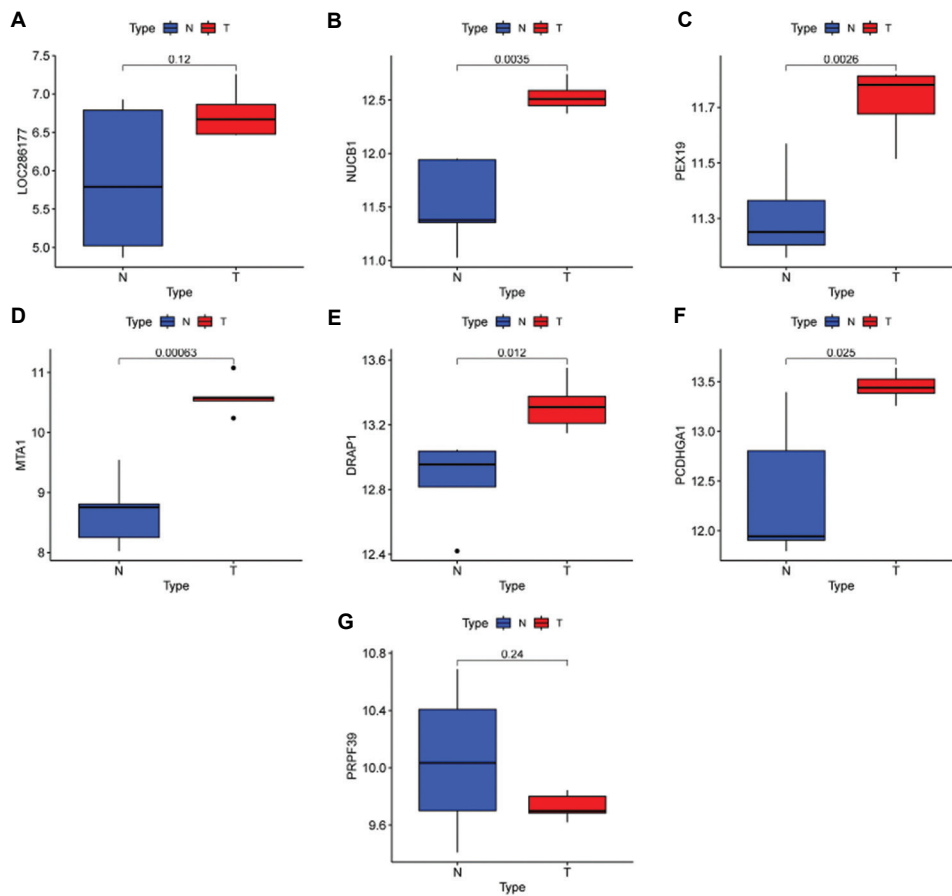 A
Type N T
0.12
7.5
7.0
6.5
6.0
5.5
5.0
LOC286177
N T
Type
B
Type N T
0.0035
12.5
12.0
11.5
11.0
NUCB1
N T
Type
C
Type N T
0.0026
11.7
11.5
11.3
PEX19
N T
Type
D
Type N T
0.00063
11
10
9
8
MTA1
N T
Type
E
Type N T
0.012
13.6
13.2
12.8
12.4
DRAP1
N T
Type
F
Type N T
0.025
13.5
13.0
12.5
12.0
PCDHGA1
N T
Type
G
Type N T
0.24
10.8
10.4
10.0
9.6
PRPF39
N T
Type